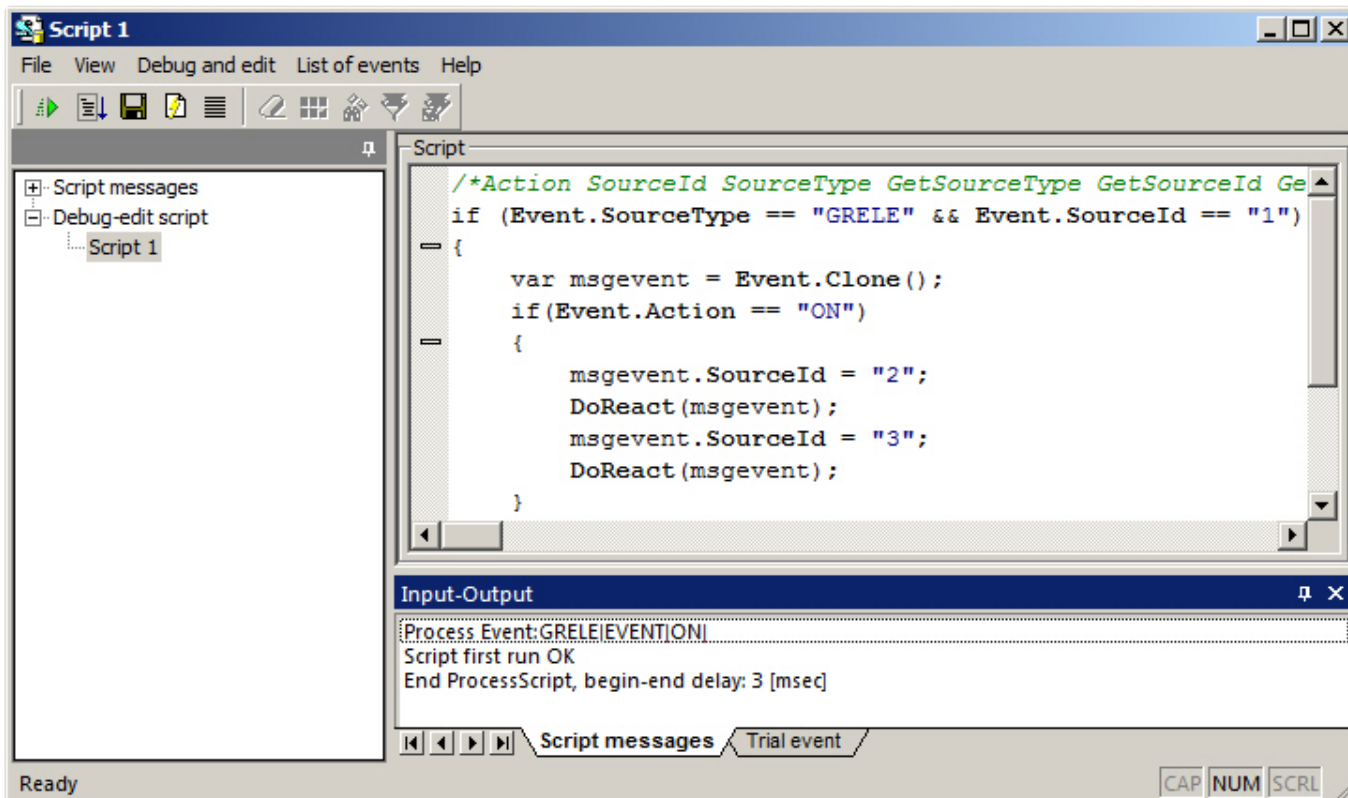 Script 1
File View Debug and edit List of events Help
Script messages
Debug-edit script
Script 1
Script
/*Action SourceId SourceType GetSourceType GetSourceId Ge
if (Event.SourceType == "GRELE" && Event.SourceId == "1")
{
var msgevent = Event.Clone();
if(Event.Action == "ON")
{
msgevent.SourceId = "2";
DoReact(msgevent);
msgevent.SourceId = "3";
DoReact(msgevent);
}
Input-Output
Process Event:GRELE|EVENT|ON|
Script first run OK
End ProcessScript, begin-end delay: 3 [msec]
Script messages Trial event
Ready CAP NUM SCRL